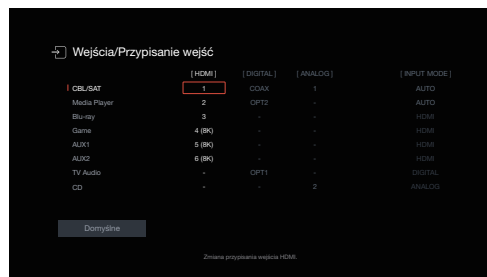 Wejścia/Przypisanie wejść
[ HDMI ] [ DIGITAL ] [ ANALOG ] [ INPUT MODE ]
CBL/SAT 1 COAX 1 AUTO
Media Player 2 OPT2 - AUTO
Blu-ray 3 - - HDMI
Game 4 (8K) - - HDMI
AUX1 5 (8K) - - HDMI
AUX2 6 (8K) - - HDMI
TV Audio - OPT1 - DIGITAL
CD - - 2 ANALOG
Domyślne
Zmiana przypisania wejścia HDMI.